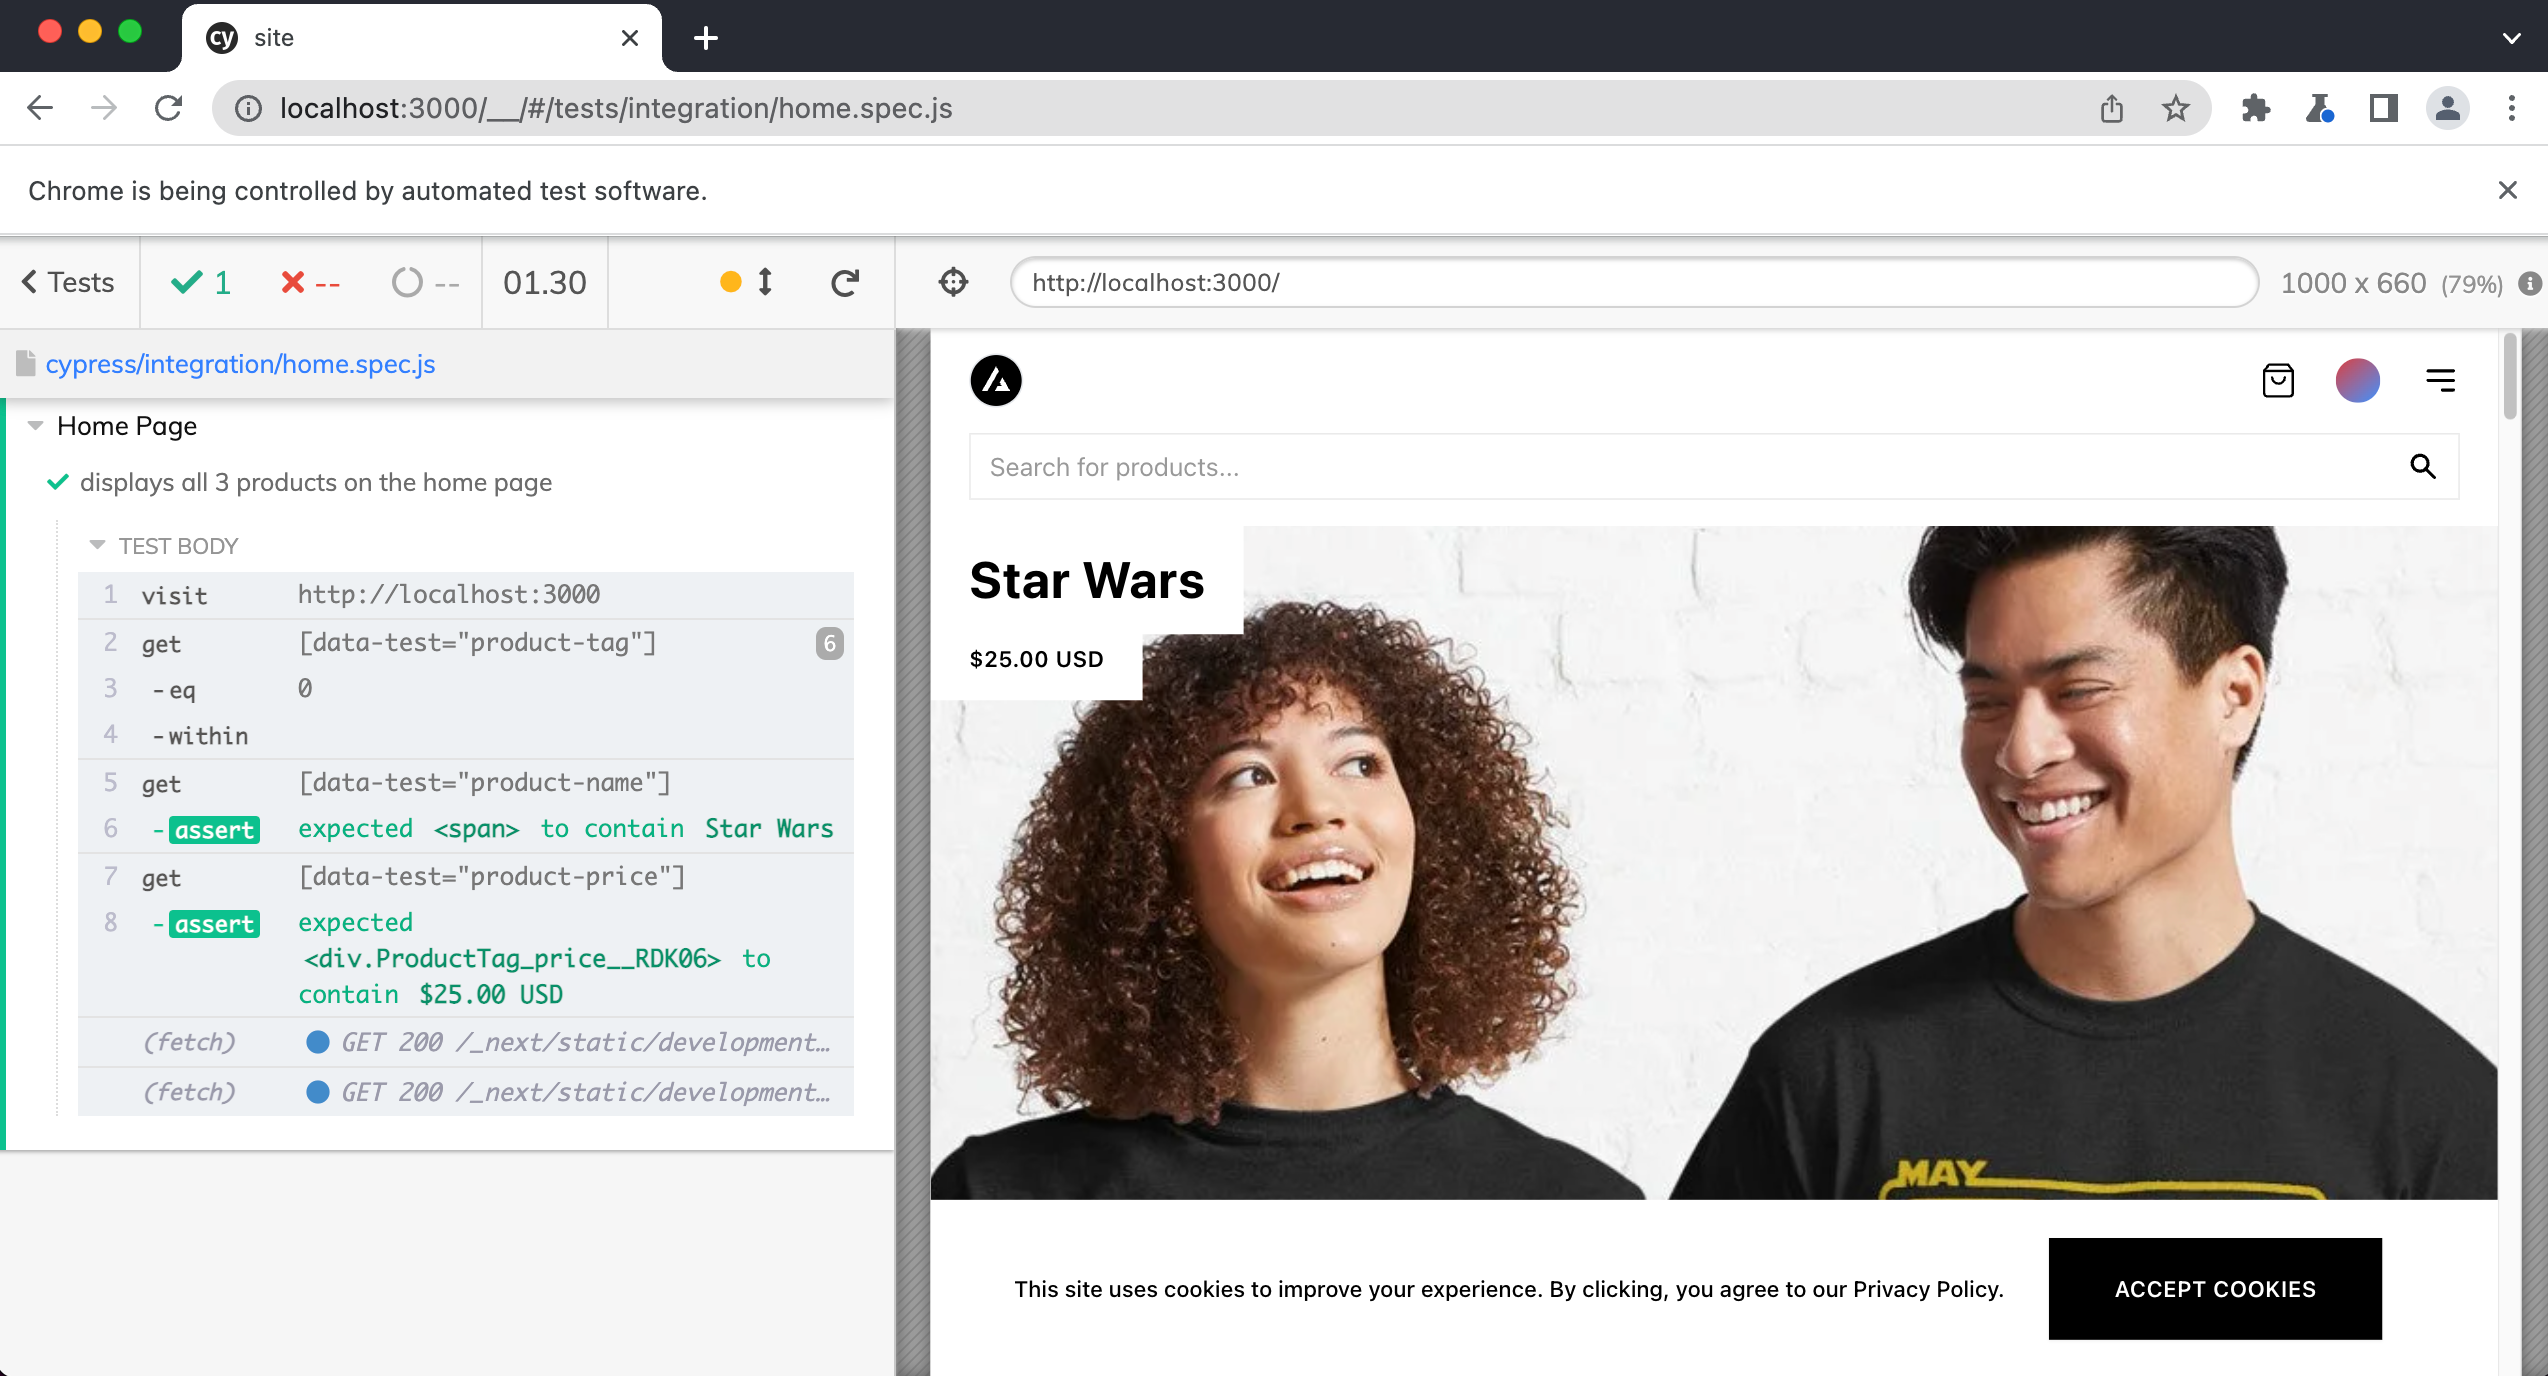 cy site
localhost:3000/__/#/tests/integration/home.spec.js
Chrome is being controlled by automated test software.
Tests 1 -- -- 01.30
http://localhost:3000/ 1000 x 660 (79%)
cypress/integration/home.spec.js
Home Page
displays all 3 products on the home page
TEST BODY
1 visit http://localhost:3000
2 get [data-test="product-tag"] 6
3 -eq 0
4 -within
5 get [data-test="product-name"]
6 -assert expected <span> to contain Star Wars
7 get [data-test="product-price"]
8 -assert expected
<div.ProductTag_price__RDK06> to
contain $25.00 USD
(fetch) GET 200 /_next/static/development…
(fetch) GET 200 /_next/static/development…
Search for products...
Star Wars
$25.00 USD
MAY
This site uses cookies to improve your experience. By clicking, you agree to our Privacy Policy.
ACCEPT COOKIES